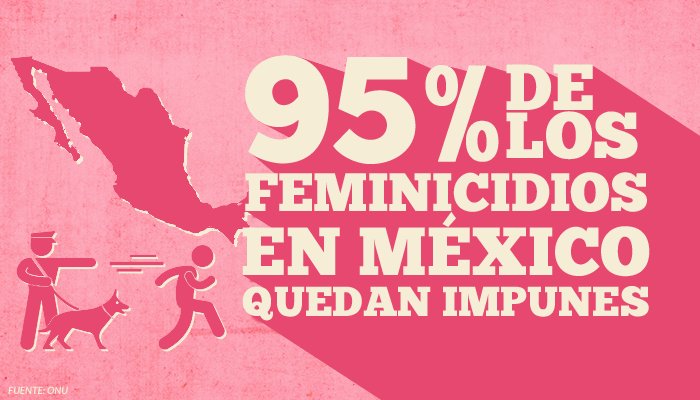 95% DE
LOS
FEMINICIDIOS
EN MÉXICO
QUEDAN IMPUNES
FUENTE: ONU